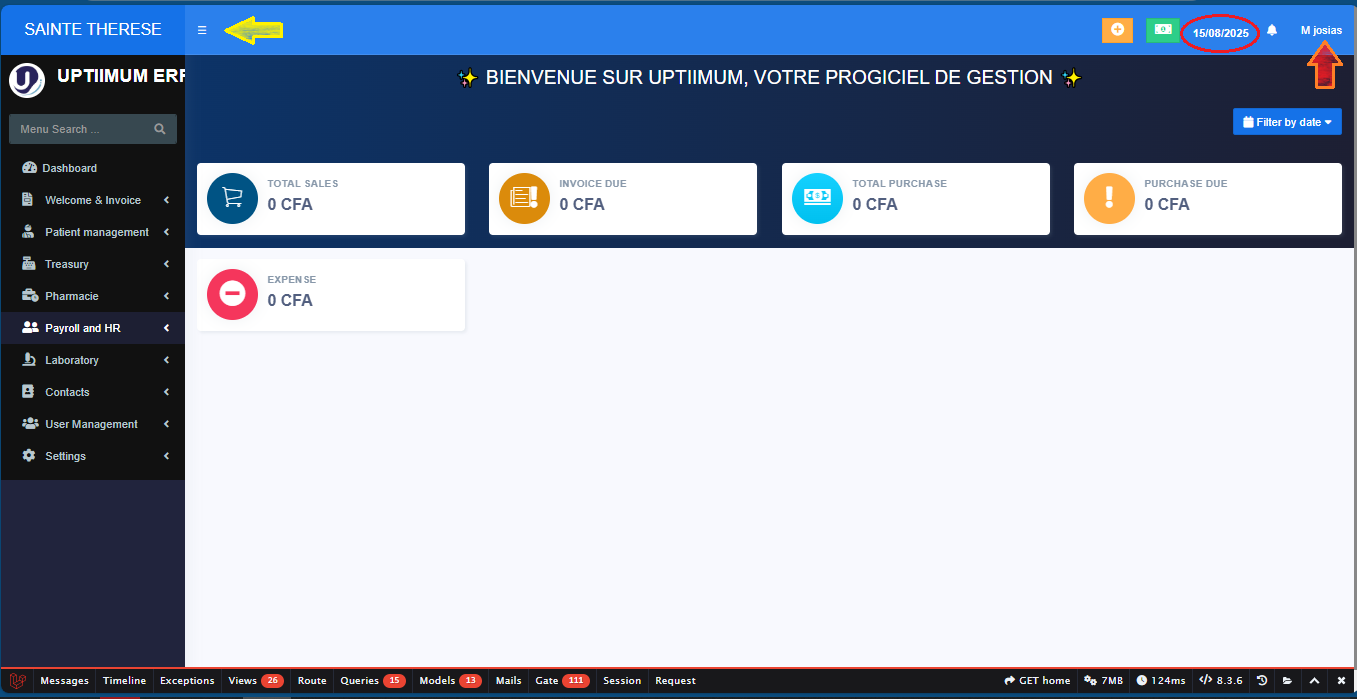 SAINTE THERESE
15/08/2025
M josias
UPTIIMUM ERP
✨ BIENVENUE SUR UPTIIMUM, VOTRE PROGICIEL DE GESTION ✨
Menu Search ...
Filter by date
Dashboard
Welcome & Invoice
Patient management
Treasury
Pharmacie
Payroll and HR
Laboratory
Contacts
User Management
Settings
TOTAL SALES
0 CFA
INVOICE DUE
0 CFA
TOTAL PURCHASE
0 CFA
PURCHASE DUE
0 CFA
EXPENSE
0 CFA
Messages Timeline Exceptions Views 26 Route Queries 15 Models 13 Mails Gate 111 Session Request GET home 7MB 124ms 8.3.6